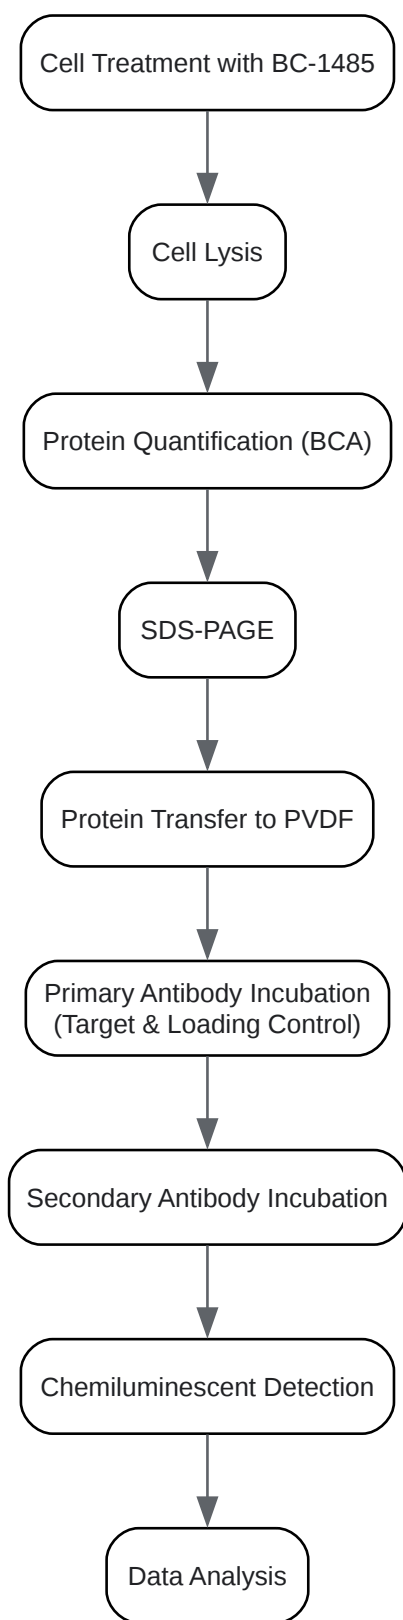 Cell Treatment with BC-1485
Cell Lysis
Protein Quantification (BCA)
SDS-PAGE
Protein Transfer to PVDF
Primary Antibody Incubation
(Target & Loading Control)
Secondary Antibody Incubation
Chemiluminescent Detection
Data Analysis